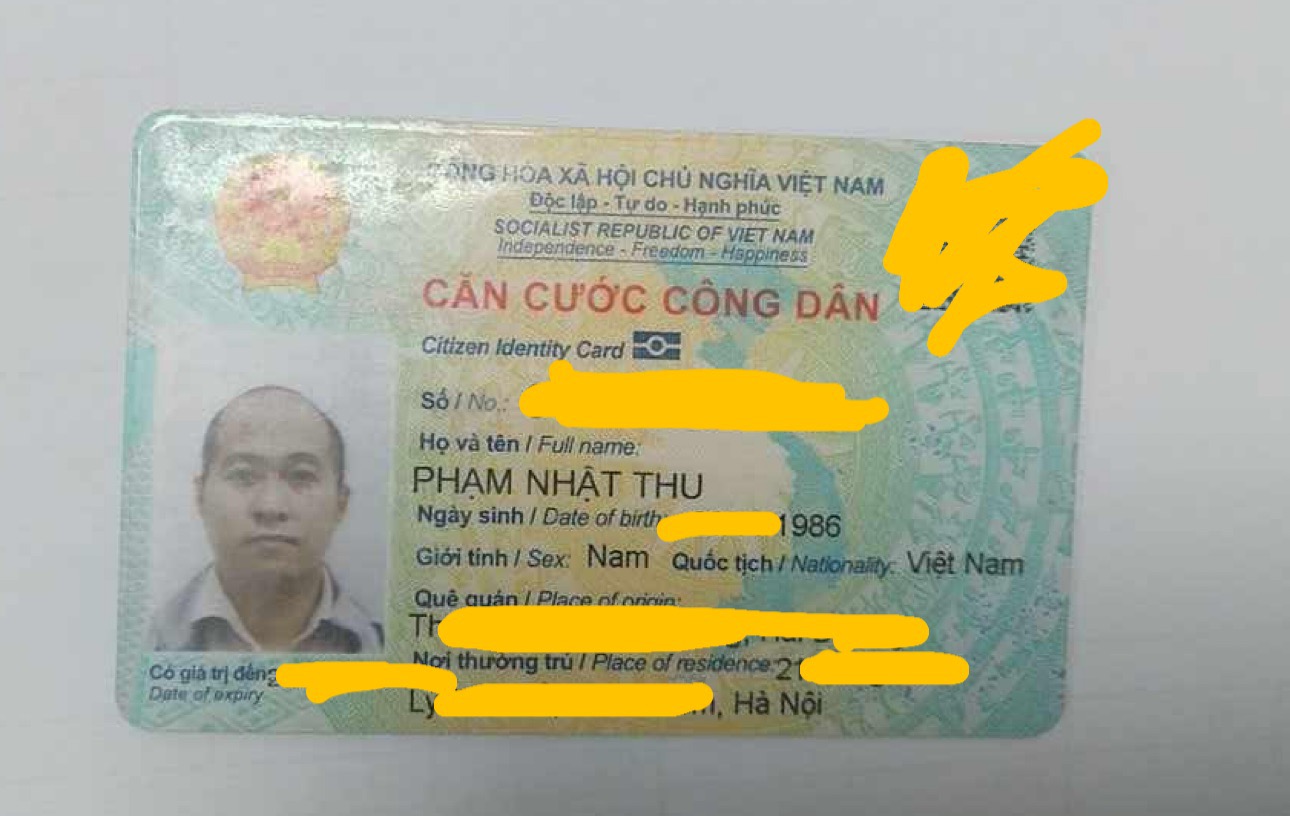 CỘNG HÒA XÃ HỘI CHỦ NGHĨA VIỆT NAM
Độc lập - Tự do - Hạnh phúc
SOCIALIST REPUBLIC OF VIET NAM
Independence - Freedom - Happiness
CĂN CƯỚC CÔNG DÂN
Citizen Identity Card
Số / No.:
Họ và tên / Full name:
PHẠM NHẬT THU
Ngày sinh / Date of birth: 1986
Giới tính / Sex: Nam Quốc tịch / Nationality: Việt Nam
Quê quán / Place of origin:
Nơi thường trú / Place of residence: 21
Có giá trị đến
Date of expiry
Hà Nội